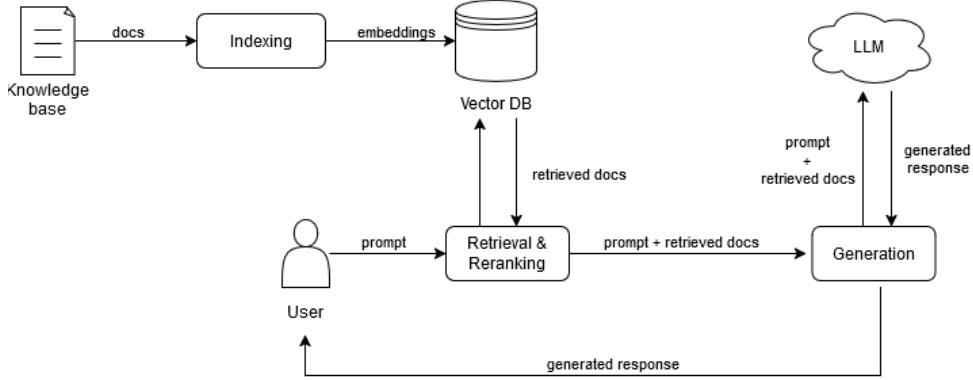 docs
Indexing
embeddings
LLM
Knowledge
base
Vector DB
prompt
+
retrieved docs
generated
response
retrieved docs
prompt
Retrieval &
Reranking
prompt + retrieved docs
Generation
User
generated response